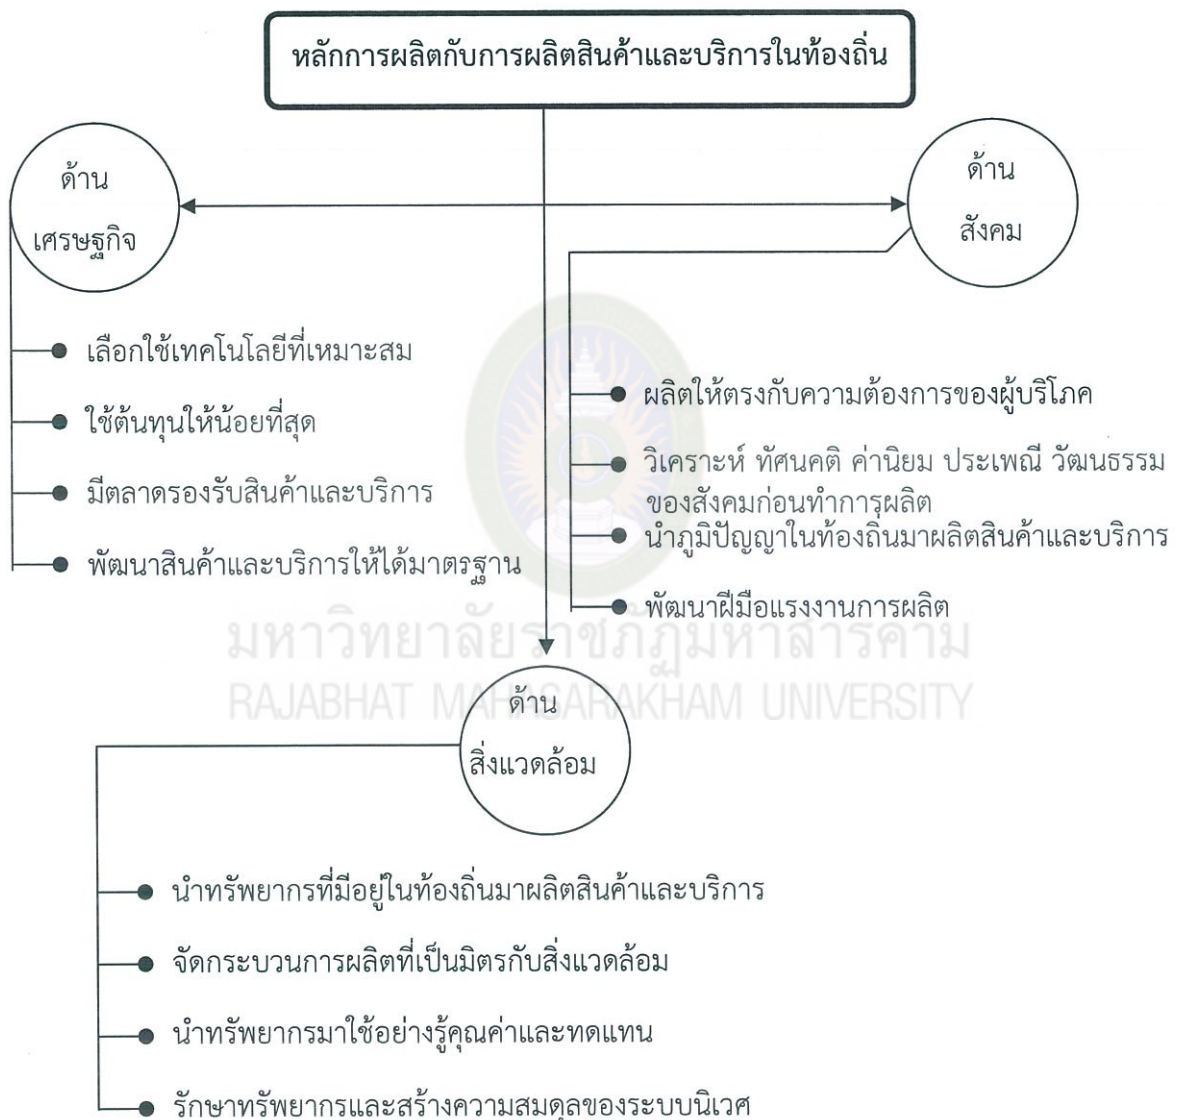 หลักการผลิตกับการผลิตสินค้าและบริการในท้องถิ่น
ด้าน
เศรษฐกิจ
เลือกใช้เทคโนโลยีที่เหมาะสม
ใช้ต้นทุนให้น้อยที่สุด
มีตลาดรองรับสินค้าและบริการ
พัฒนาสินค้าและบริการให้ได้มาตรฐาน
ด้าน
สังคม
ผลิตให้ตรงกับความต้องการของผู้บริโภค
วิเคราะห์ ทัศนคติ ค่านิยม ประเพณี วัฒนธรรม
ของสังคมก่อนทำการผลิต
นำภูมิปัญญาในท้องถิ่นมาผลิตสินค้าและบริการ
พัฒนาฝีมือแรงงานการผลิต
มหาวิทยาลัยราชภัฏมหาสารคาม
RAJABHAT MAHASARAKHAM UNIVERSITY
ด้าน
สิ่งแวดล้อม
นำทรัพยากรที่มีอยู่ในท้องถิ่นมาผลิตสินค้าและบริการ
จัดกระบวนการผลิตที่เป็นมิตรกับสิ่งแวดล้อม
นำทรัพยากรมาใช้อย่างรู้คุณค่าและทดแทน
รักษาทรัพยากรและสร้างความสมดุลของระบบนิเวศ